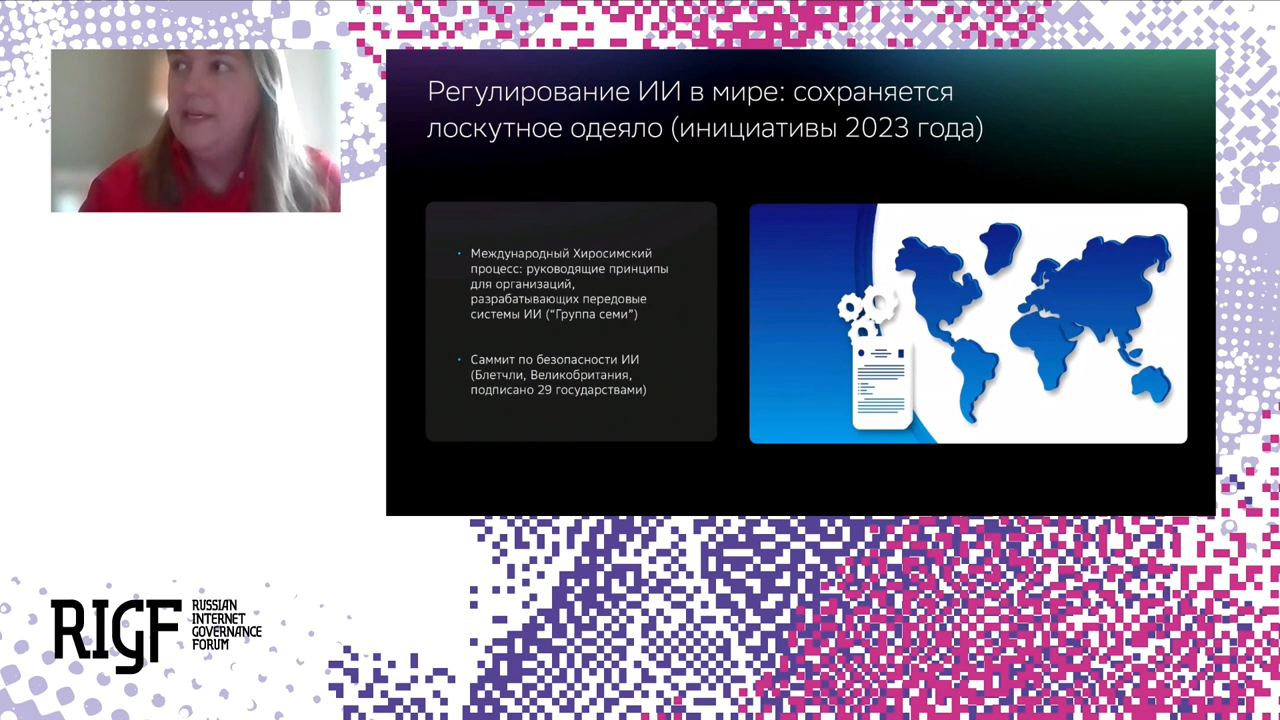 Регулирование ИИ в мире: сохраняется
лоскутное одеяло (инициативы 2023 года)
• Международный Хиросимский
процесс: руководящие принципы
для организаций,
разрабатывающих передовые
системы ИИ (“Группа семи”)
• Саммит по безопасности ИИ
(Блетчли, Великобритания,
подписано 29 государствами)
RIGF
RUSSIAN
INTERNET
GOVERNANCE
FORUM